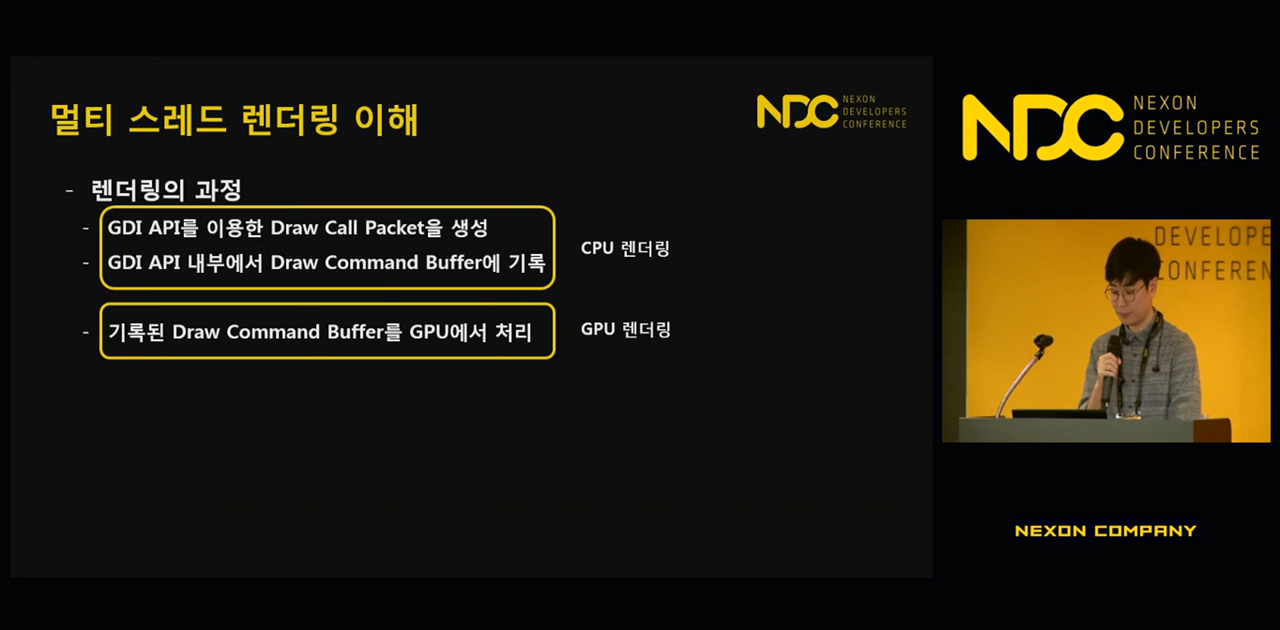 멀티 스레드 렌더링 이해
NDC NEXON DEVELOPERS CONFERENCE
- 렌더링의 과정
- GDI API를 이용한 Draw Call Packet을 생성
- GDI API 내부에서 Draw Command Buffer에 기록
CPU 렌더링
- 기록된 Draw Command Buffer를 GPU에서 처리
GPU 렌더링
NDC NEXON
DEVELOPERS
CONFERENCE
DEVELOPE
CONFEREN
NEXON COMPANY